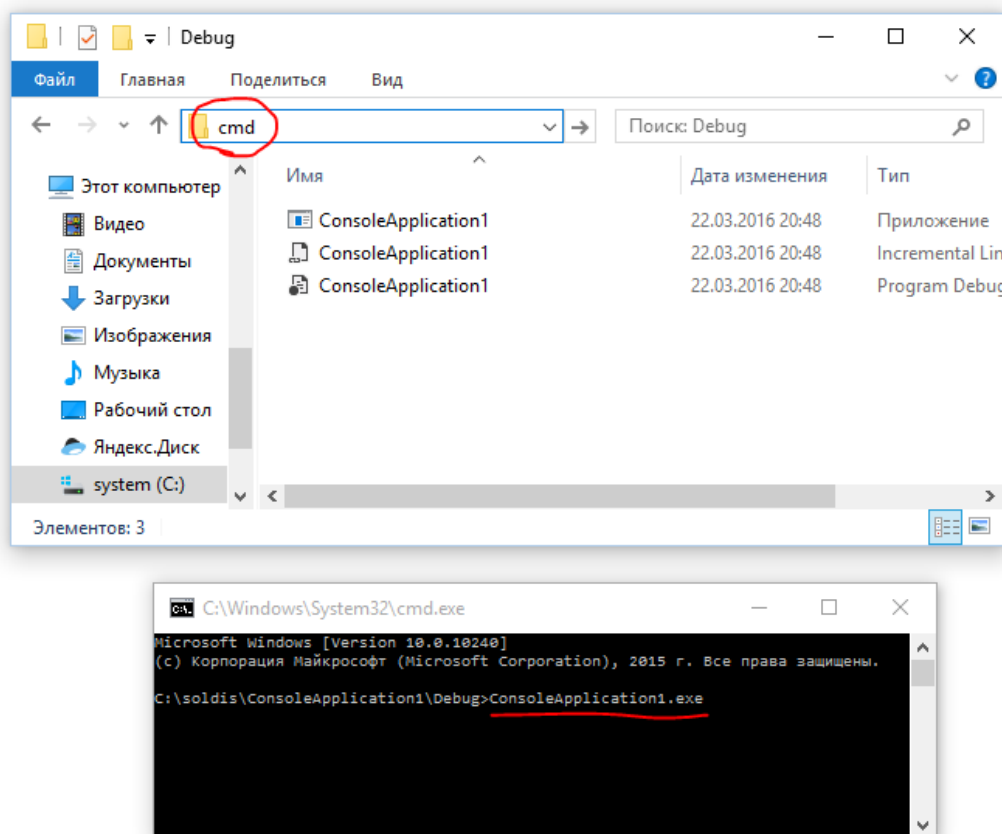 Debug
Файл Главная Поделиться Вид
cmd Поиск: Debug
Имя Дата изменения Тип
Этот компьютер
Видео
Документы
Загрузки
Изображения
Музыка
Рабочий стол
Яндекс.Диск
system (C:)
ConsoleApplication1 22.03.2016 20:48 Приложение
ConsoleApplication1 22.03.2016 20:48 Incremental Lin
ConsoleApplication1 22.03.2016 20:48 Program Debug
Элементов: 3
C:\Windows\System32\cmd.exe
Microsoft Windows [Version 10.0.10240]
(c) Корпорация Майкрософт (Microsoft Corporation), 2015 г. Все права защищены.
C:\soldis\ConsoleApplication1\Debug>ConsoleApplication1.exe